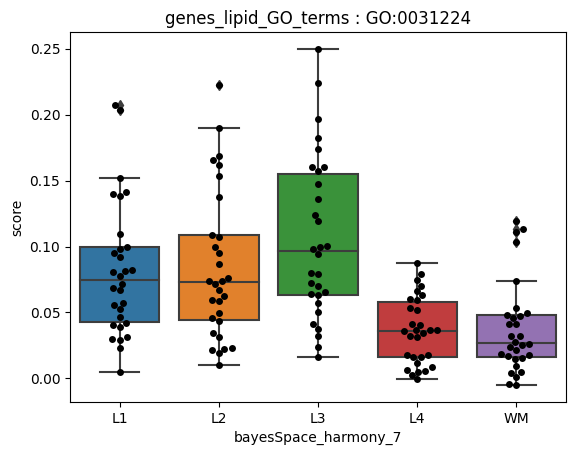 genes_lipid_GO_terms : GO:0031224
0.25
0.20
0.15
0.10
0.05
0.00
score
L1 L2 L3 L4 WM
bayesSpace_harmony_7